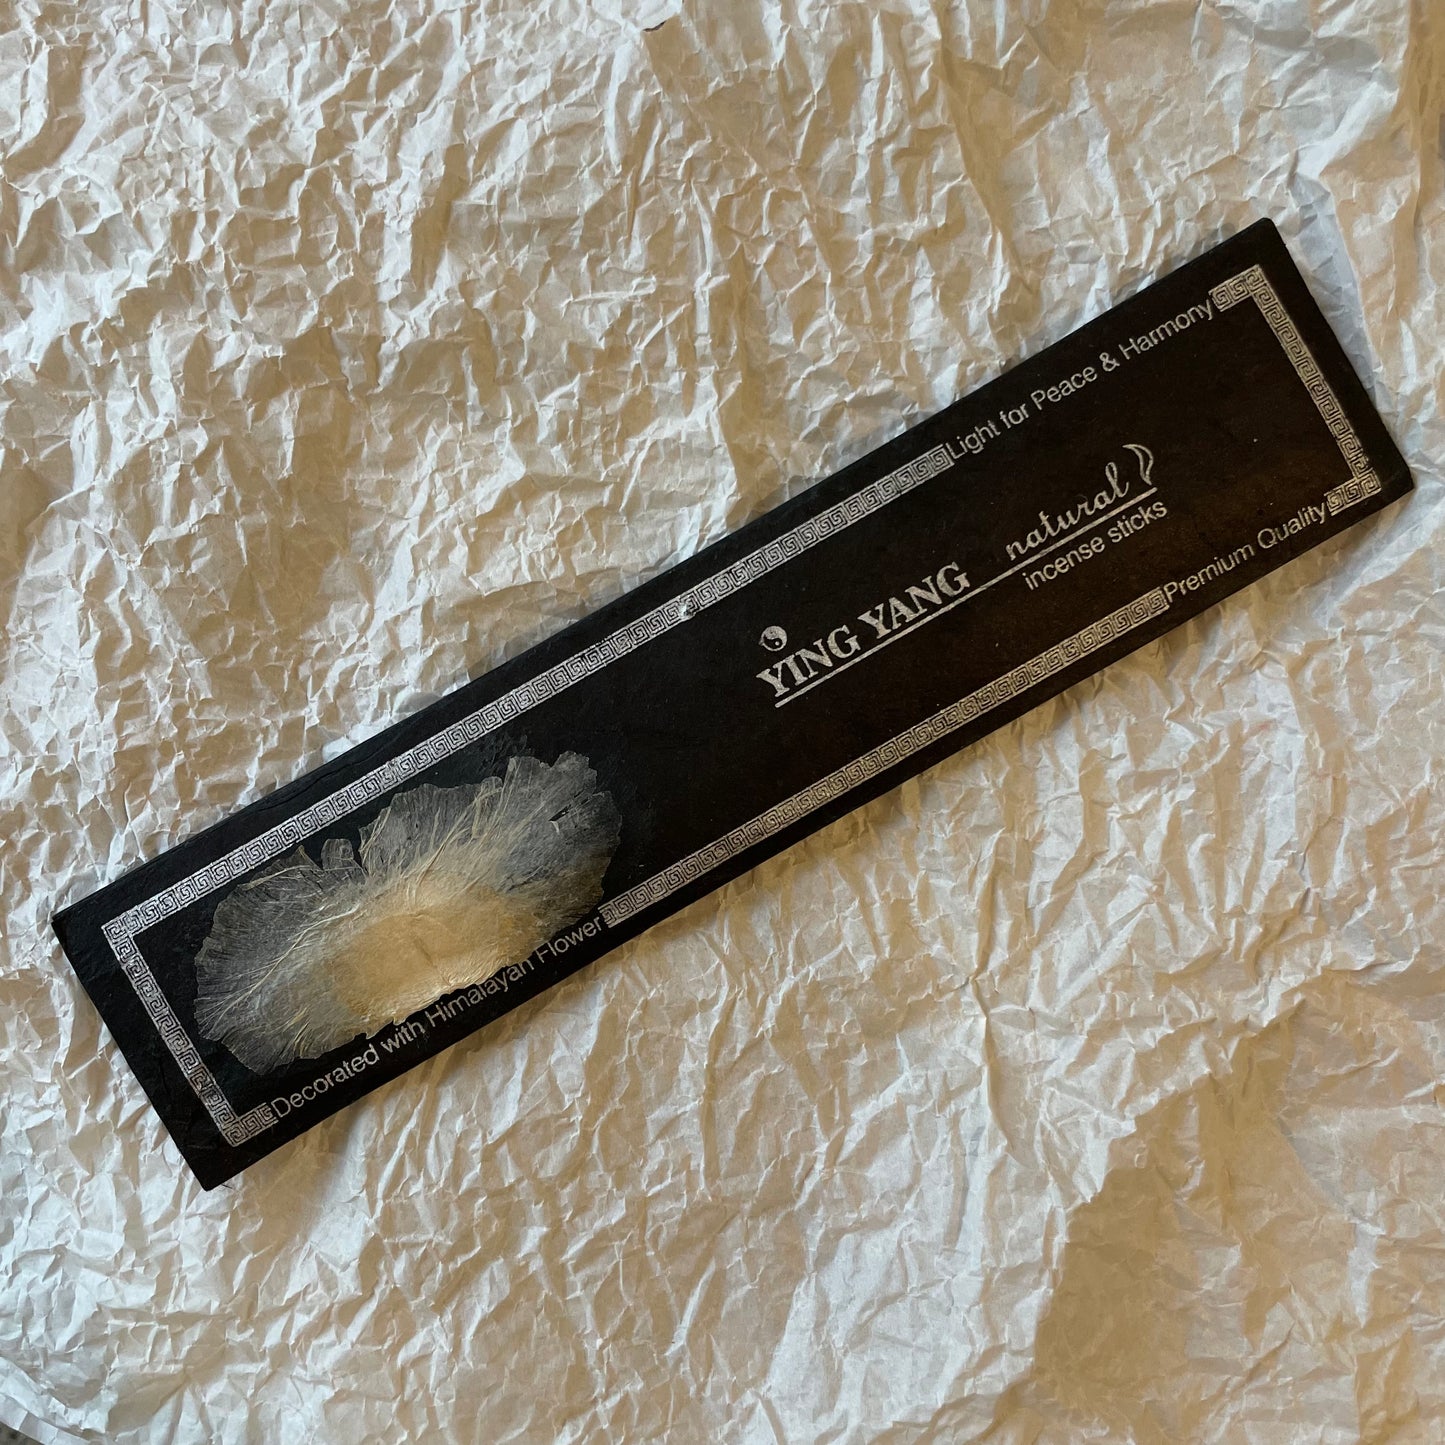 Light for Peace & Harmony
YING YANG natural
incense sticks
Premium Quality
Decorated with Himalayan Flower